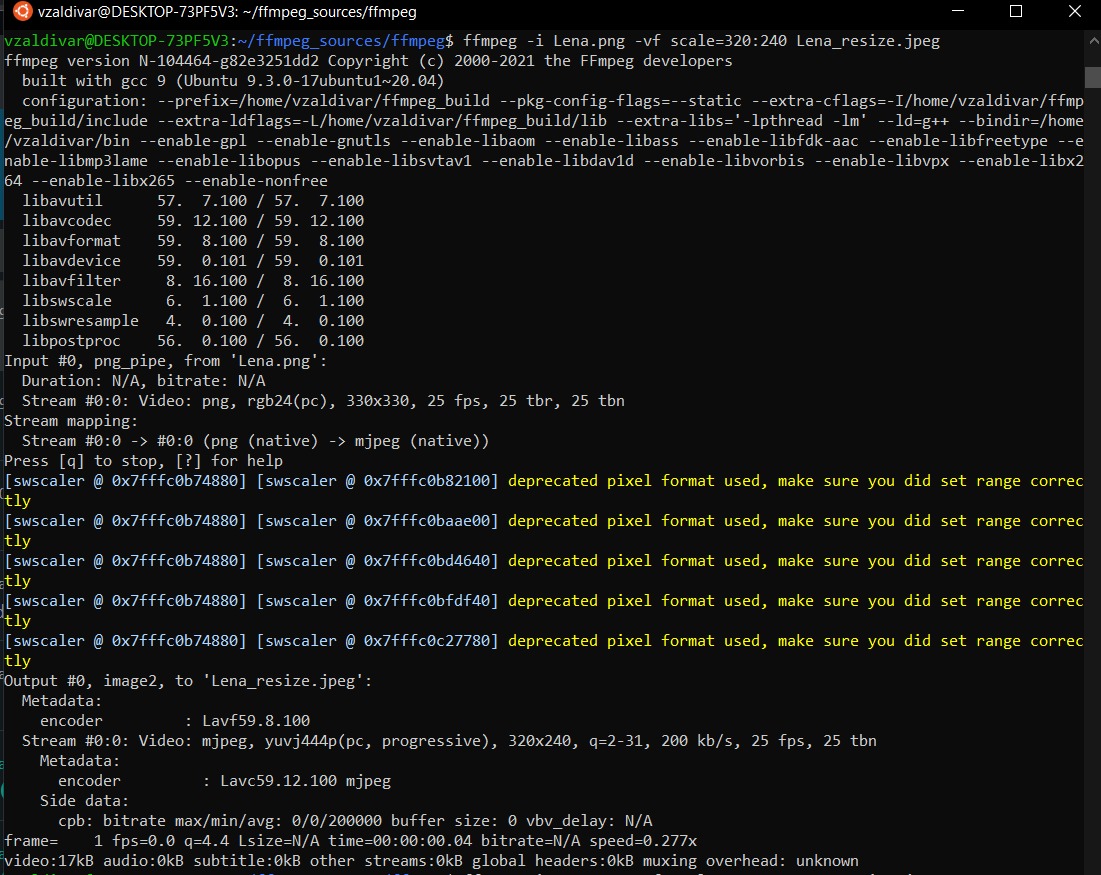 vzaldivar@DESKTOP-73PF5V3: ~/ffmpeg_sources/ffmpeg
vzaldivar@DESKTOP-73PF5V3:~/ffmpeg_sources/ffmpeg$ ffmpeg -i Lena.png -vf scale=320:240 Lena_resize.jpeg
ffmpeg version N-104464-g82e3251dd2 Copyright (c) 2000-2021 the FFmpeg developers
  built with gcc 9 (Ubuntu 9.3.0-17ubuntu1~20.04)
  configuration: --prefix=/home/vzaldivar/ffmpeg_build --pkg-config-flags=--static --extra-cflags=-I/home/vzaldivar/ffmp
eg_build/include --extra-ldflags=-L/home/vzaldivar/ffmpeg_build/lib --extra-libs='-lpthread -lm' --ld=g++ --bindir=/home
/vzaldivar/bin --enable-gpl --enable-gnutls --enable-libaom --enable-libass --enable-libfdk-aac --enable-libfreetype --e
nable-libmp3lame --enable-libopus --enable-libsvtav1 --enable-libdav1d --enable-libvorbis --enable-libvpx --enable-libx2
64 --enable-libx265 --enable-nonfree
  libavutil      57.  7.100 / 57.  7.100
  libavcodec     59. 12.100 / 59. 12.100
  libavformat    59.  8.100 / 59.  8.100
  libavdevice    59.  0.101 / 59.  0.101
  libavfilter     8. 16.100 /  8. 16.100
  libswscale      6.  1.100 /  6.  1.100
  libswresample   4.  0.100 /  4.  0.100
  libpostproc    56.  0.100 / 56.  0.100
Input #0, png_pipe, from 'Lena.png':
  Duration: N/A, bitrate: N/A
  Stream #0:0: Video: png, rgb24(pc), 330x330, 25 fps, 25 tbr, 25 tbn
Stream mapping:
  Stream #0:0 -> #0:0 (png (native) -> mjpeg (native))
Press [q] to stop, [?] for help
[swscaler @ 0x7fffc0b74880] [swscaler @ 0x7fffc0b82100] deprecated pixel format used, make sure you did set range correc
tly
[swscaler @ 0x7fffc0b74880] [swscaler @ 0x7fffc0baae00] deprecated pixel format used, make sure you did set range correc
tly
[swscaler @ 0x7fffc0b74880] [swscaler @ 0x7fffc0bd4640] deprecated pixel format used, make sure you did set range correc
tly
[swscaler @ 0x7fffc0b74880] [swscaler @ 0x7fffc0bfdf40] deprecated pixel format used, make sure you did set range correc
tly
[swscaler @ 0x7fffc0b74880] [swscaler @ 0x7fffc0c27780] deprecated pixel format used, make sure you did set range correc
tly
Output #0, image2, to 'Lena_resize.jpeg':
  Metadata:
    encoder         : Lavf59.8.100
  Stream #0:0: Video: mjpeg, yuvj444p(pc, progressive), 320x240, q=2-31, 200 kb/s, 25 fps, 25 tbn
    Metadata:
      encoder         : Lavc59.12.100 mjpeg
    Side data:
      cpb: bitrate max/min/avg: 0/0/200000 buffer size: 0 vbv_delay: N/A
frame=    1 fps=0.0 q=4.4 Lsize=N/A time=00:00:00.04 bitrate=N/A speed=0.277x
video:17kB audio:0kB subtitle:0kB other streams:0kB global headers:0kB muxing overhead: unknown